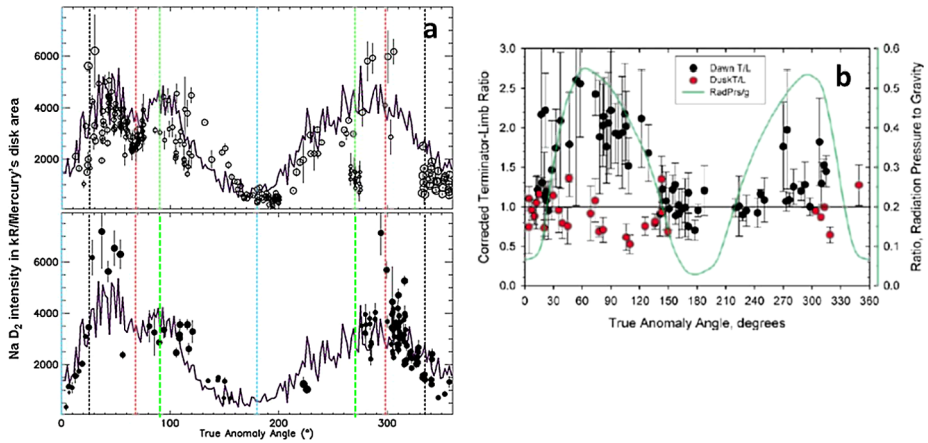 a
Na D2 intensity in kR/Mercury's disk area
6000
4000
2000
6000
4000
2000
0
100
200
300
True Anomaly Angle (°)
b
Corrected Terminator-Limb Ratio
3.0
2.5
2.0
1.5
1.0
0.5
0.0
Dawn T/L
DuskT/L
RadPrs/g
0.6
0.5
0.4
0.3
0.2
0.1
0.0
Ratio, Radiation Pressure to Gravity
0 30 60 90 120 150 180 210 240 270 300 330 360
True Anomaly Angle, degrees